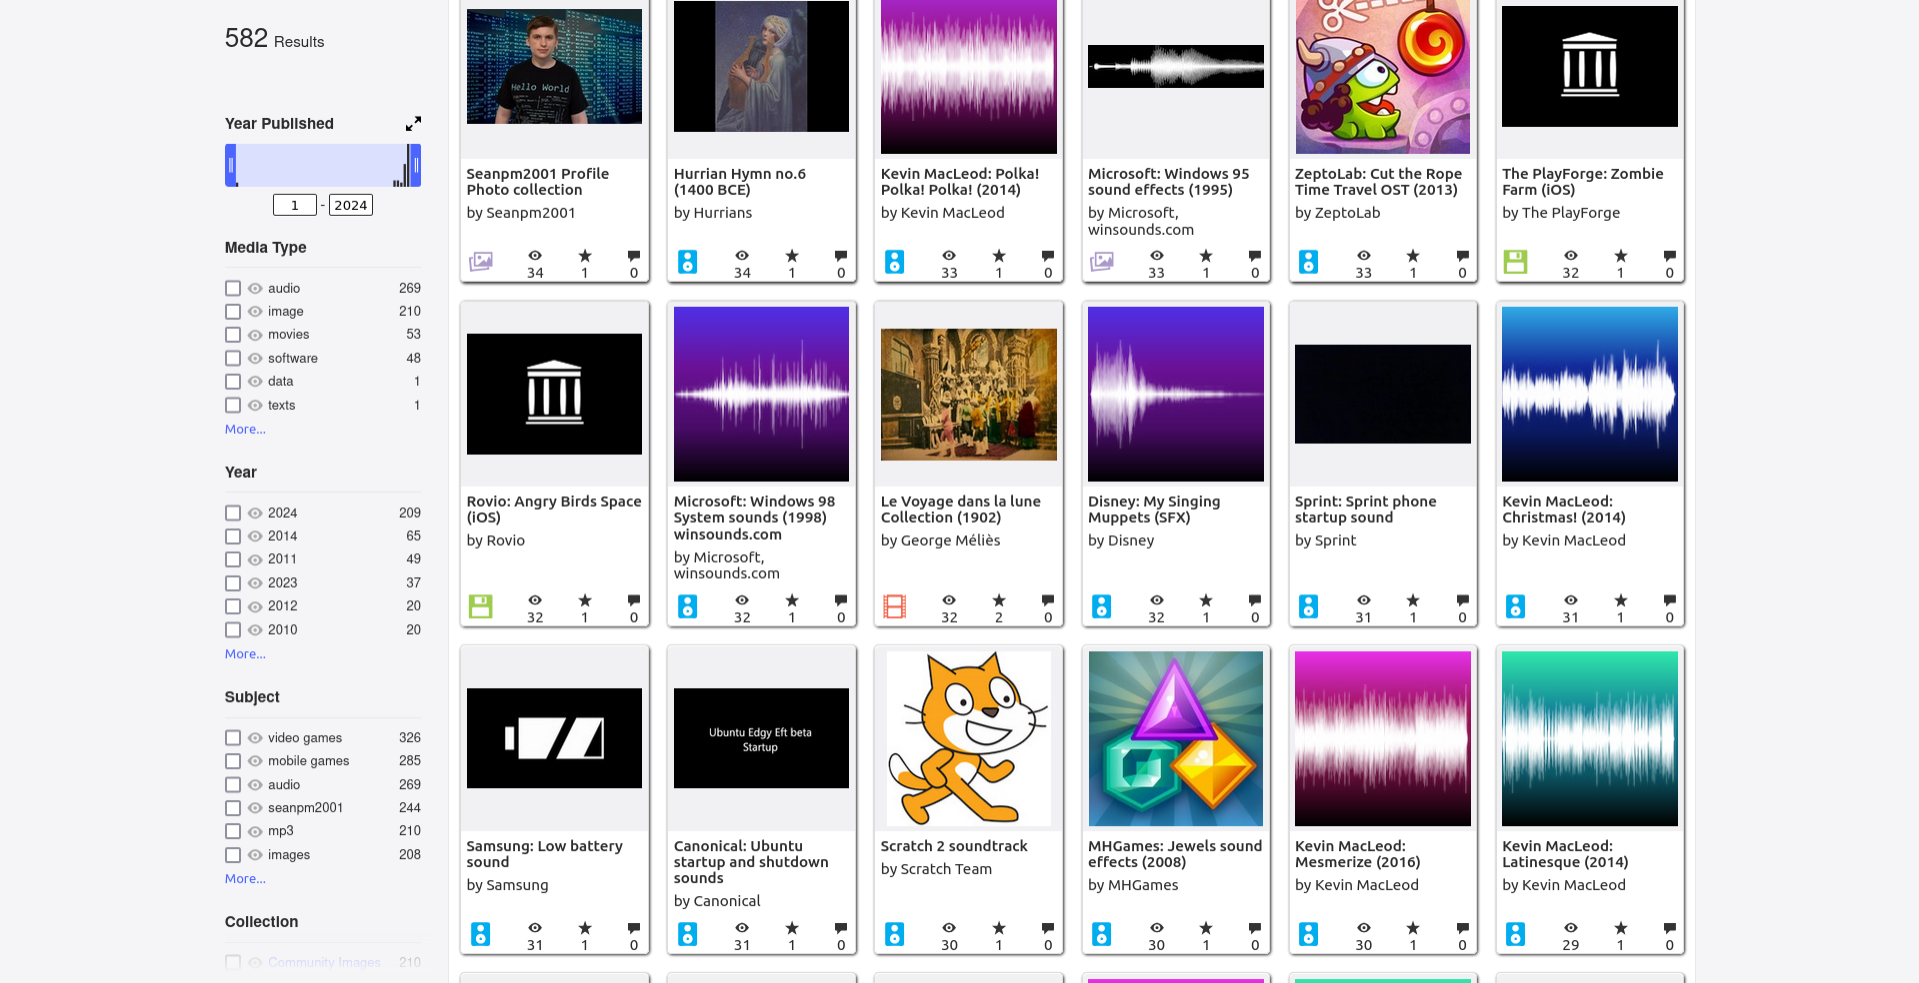 582 Results
Year Published
1 - 2024
Media Type
audio 269
image 210
movies 53
software 48
data 1
texts 1
More...
Year
2024 209
2014 65
2011 49
2023 37
2012 20
2010 20
More...
Subject
video games 326
mobile games 285
audio 269
seanpm2001 244
mp3 210
images 208
More...
Collection
Community Images 210
Hello World
Seanpm2001 Profile
Photo collection
by Seanpm2001
34 1 0
Hurrian Hymn no.6
(1400 BCE)
by Hurrians
34 1 0
Kevin MacLeod: Polka!
Polka! Polka! (2014)
by Kevin MacLeod
33 1 0
Microsoft: Windows 95
sound effects (1995)
by Microsoft,
winsounds.com
33 1 0
ZeptoLab: Cut the Rope
Time Travel OST (2013)
by ZeptoLab
33 1 0
The PlayForge: Zombie
Farm (iOS)
by The PlayForge
32 1 0
Rovio: Angry Birds Space
(iOS)
by Rovio
32 1 0
Microsoft: Windows 98
System sounds (1998)
winsounds.com
by Microsoft,
winsounds.com
32 1 0
Le Voyage dans la lune
Collection (1902)
by George Méliès
32 2 0
Disney: My Singing
Muppets (SFX)
by Disney
32 1 0
Sprint: Sprint phone
startup sound
by Sprint
31 1 0
Kevin MacLeod:
Christmas! (2014)
by Kevin MacLeod
31 1 0
Samsung: Low battery
sound
by Samsung
31 1 0
Ubuntu Edgy Eft beta
Startup
Canonical: Ubuntu
startup and shutdown
sounds
by Canonical
31 1 0
Scratch 2 soundtrack
by Scratch Team
30 1 0
MHGames: Jewels sound
effects (2008)
by MHGames
30 1 0
Kevin MacLeod:
Mesmerize (2016)
by Kevin MacLeod
30 1 0
Kevin MacLeod:
Latinesque (2014)
by Kevin MacLeod
29 1 0